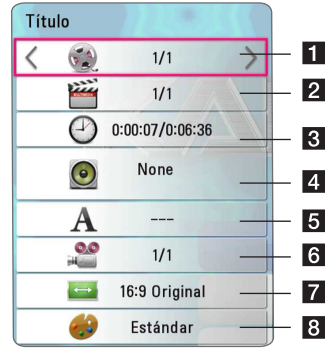 Título
1/1 1
1/1 2
0:00:07/0:06:36 3
None 4
A --- 5
1/1 6
16:9 Original 7
Estándar 8